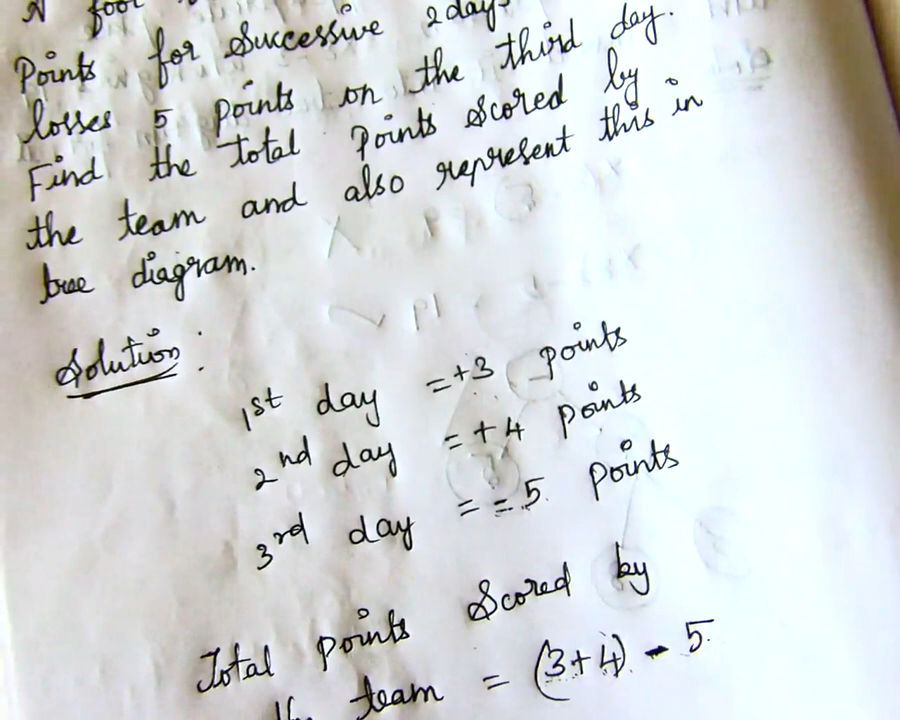 A foot
Points for Successive 2 days
losses 5 points on the third day.
Find the total Points scored by
the team and also represent this in
tree diagram.
Solution :
1st day = +3 points
2nd day = + 4 points
3rd day = - 5 points
Total points Scored by
the team = (3+4) - 5